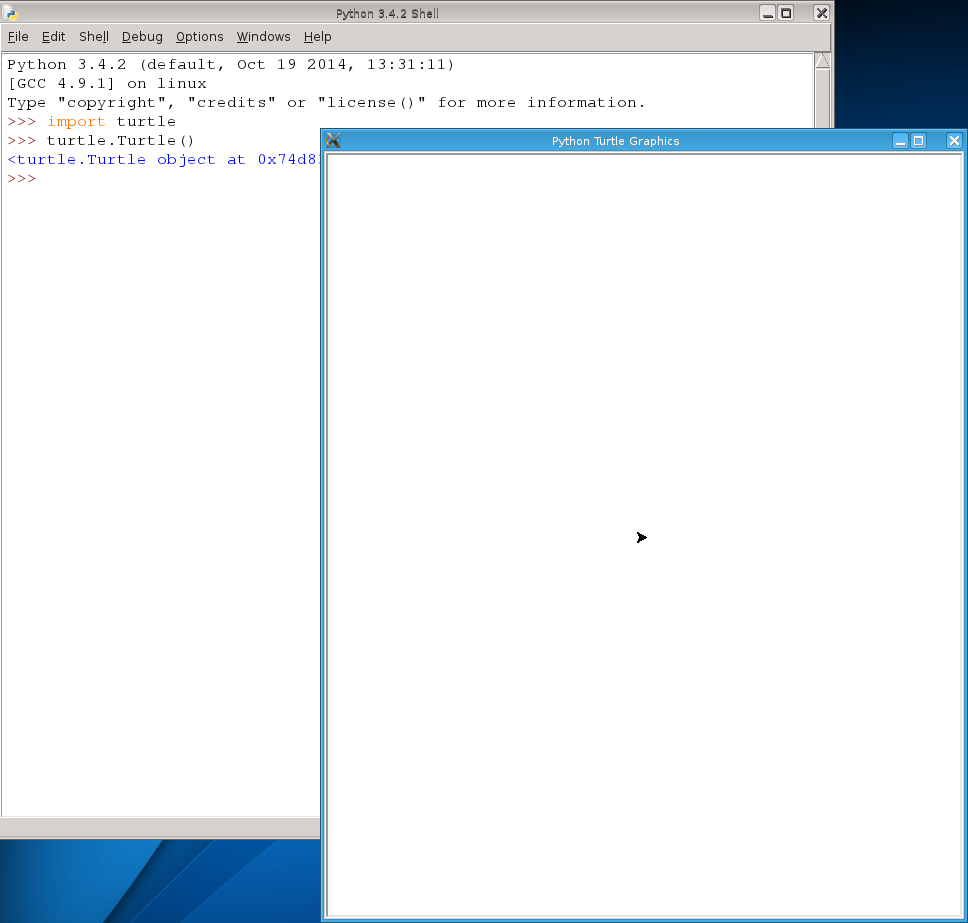 Python 3.4.2 Shell
File Edit Shell Debug Options Windows Help
Python 3.4.2 (default, Oct 19 2014, 13:31:11)
[GCC 4.9.1] on linux
Type "copyright", "credits" or "license()" for more information.
>>> import turtle
>>> turtle.Turtle()
<turtle.Turtle object at 0x74d8
>>>
Python Turtle Graphics